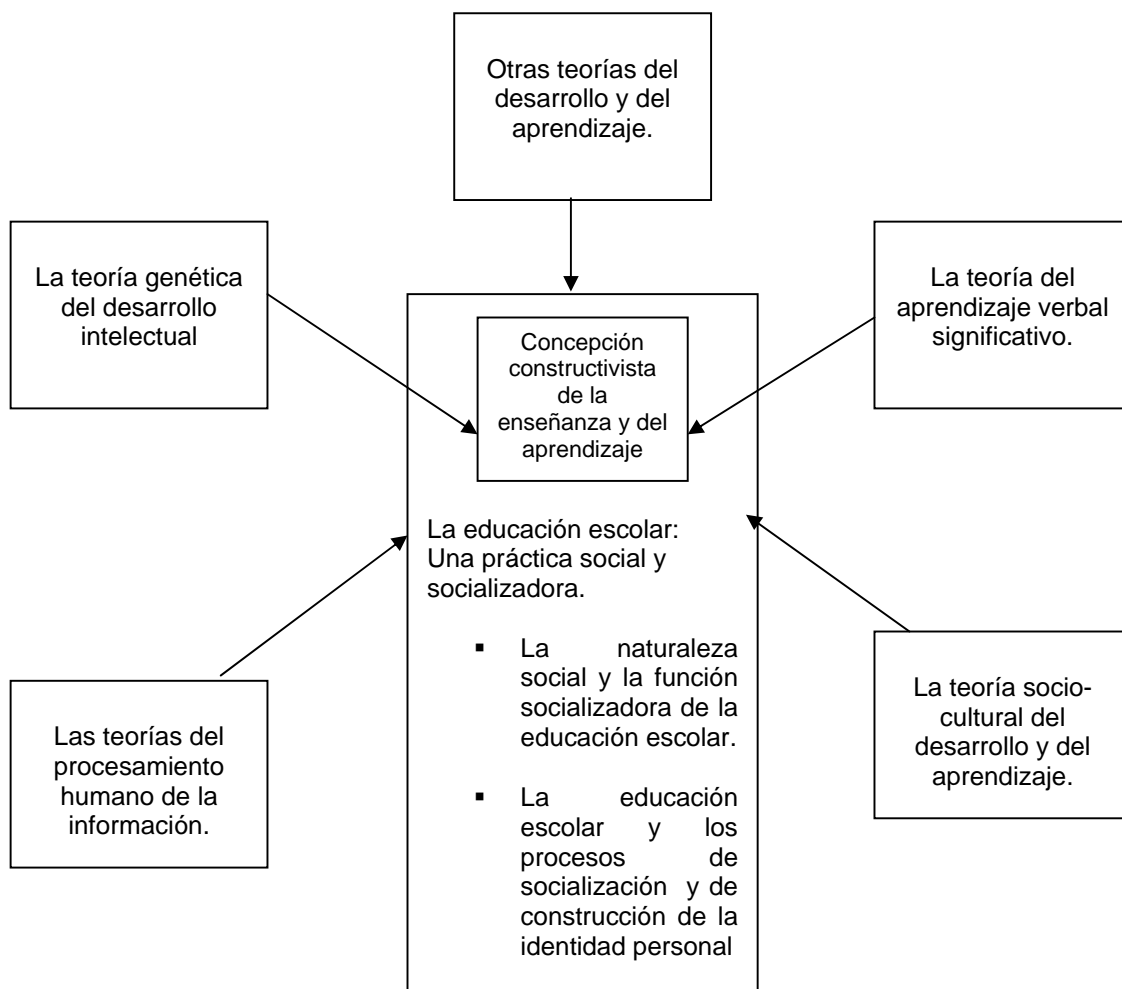 Otras teorías del
desarrollo y del
aprendizaje.
La teoría genética
del desarrollo
intelectual
La teoría del
aprendizaje verbal
significativo.
Concepción
constructivista
de la
enseñanza y del
aprendizaje
La educación escolar:
Una práctica social y
socializadora.
▪ La naturaleza
social y la función
socializadora de la
educación escolar.
▪ La educación
escolar y los
procesos de
socialización y de
construcción de la
identidad personal
Las teorías del
procesamiento
humano de la
información.
La teoría socio-
cultural del
desarrollo y del
aprendizaje.